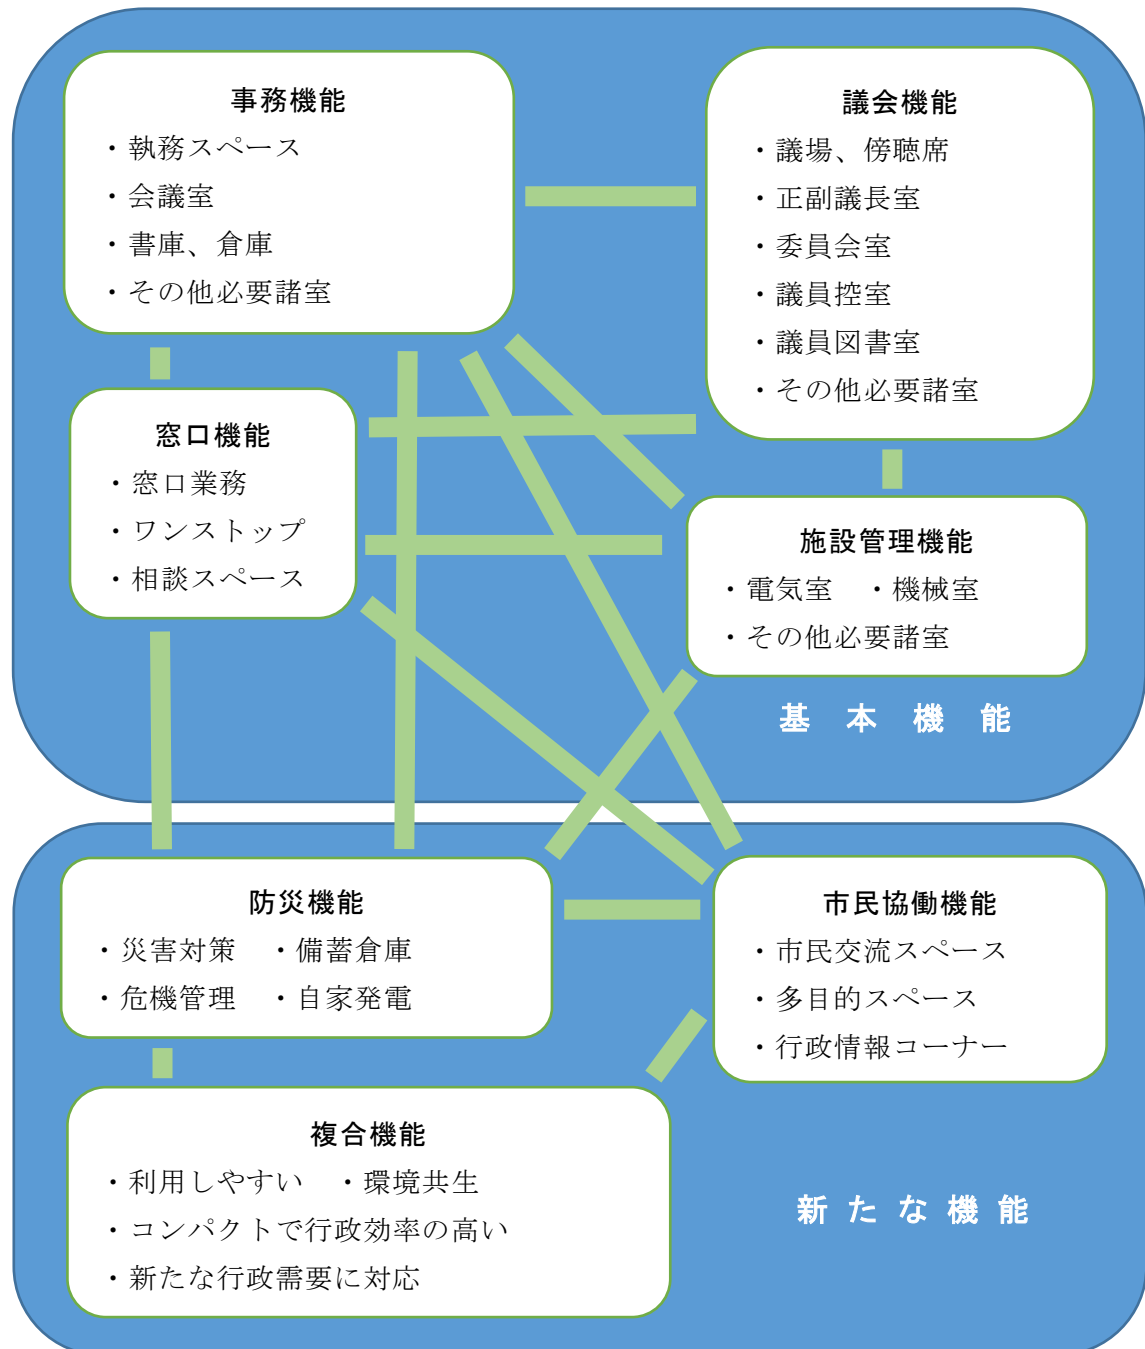 事務機能
・執務スペース
・会議室
・書庫、倉庫
・その他必要諸室
議会機能
・議場、傍聴席
・正副議長室
・委員会室
・議員控室
・議員図書室
・その他必要諸室
窓口機能
・窓口業務
・ワンストップ
・相談スペース
施設管理機能
・電気室　・機械室
・その他必要諸室
基本機能
防災機能
・災害対策　・備蓄倉庫
・危機管理　・自家発電
市民協働機能
・市民交流スペース
・多目的スペース
・行政情報コーナー
複合機能
・利用しやすい　・環境共生
・コンパクトで行政効率の高い
・新たな行政需要に対応
新たな機能